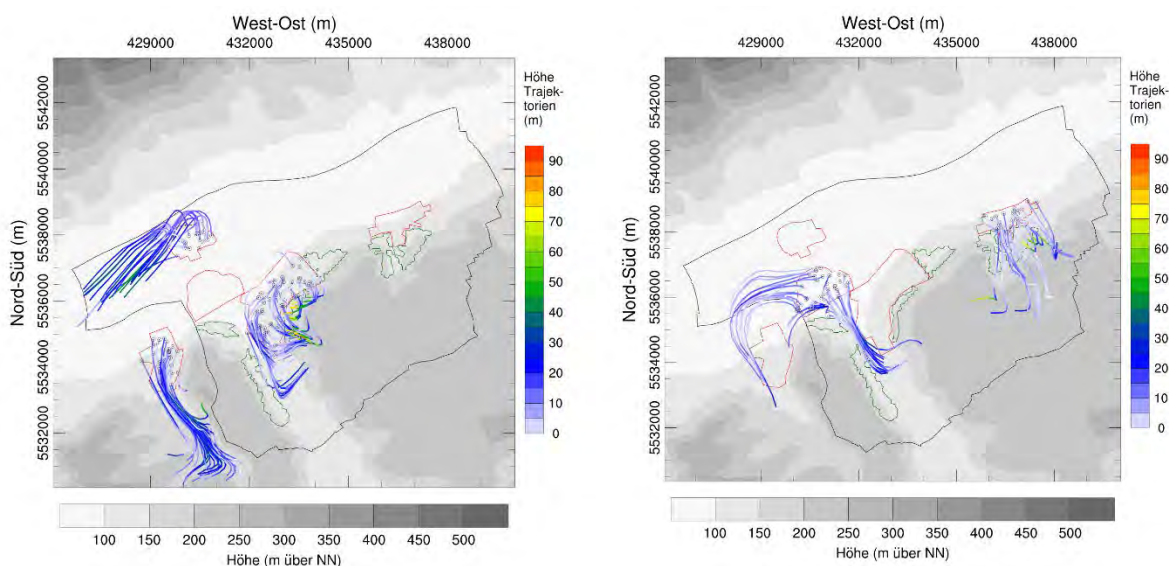 West-Ost (m)
429000 432000 435000 438000
Nord-Süd (m)
5542000
5540000
5538000
5536000
5534000
5532000
Höhe
Trajek-
torien
(m)
90
80
70
60
50
40
30
20
10
0
100 150 200 250 300 350 400 450 500
Höhe (m über NN)
West-Ost (m)
429000 432000 435000 438000
Nord-Süd (m)
5542000
5540000
5538000
5536000
5534000
5532000
Höhe
Trajek-
torien
(m)
90
80
70
60
50
40
30
20
10
0
100 150 200 250 300 350 400 450 500
Höhe (m über NN)